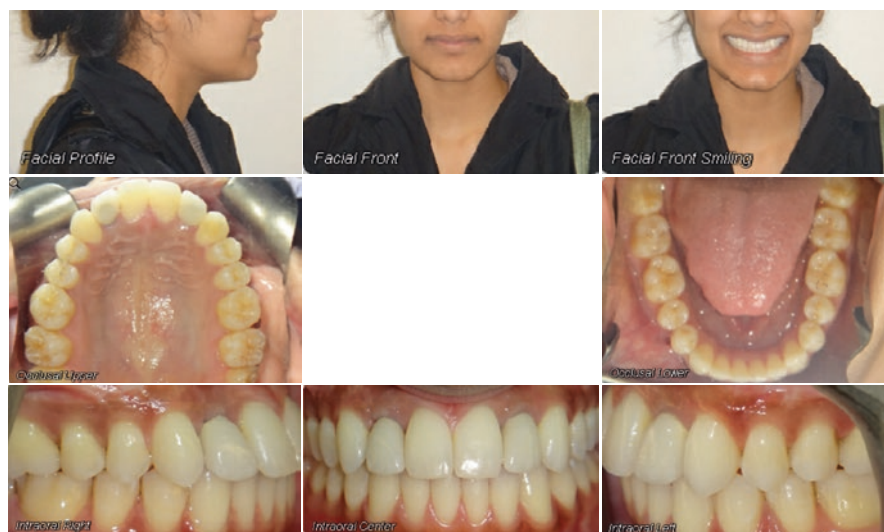 Facial Profile
Facial Front
Facial Front Smiling
Occlusal Upper
Occlusal Lower
Intraoral Right
Intraoral Center
Intraoral Left